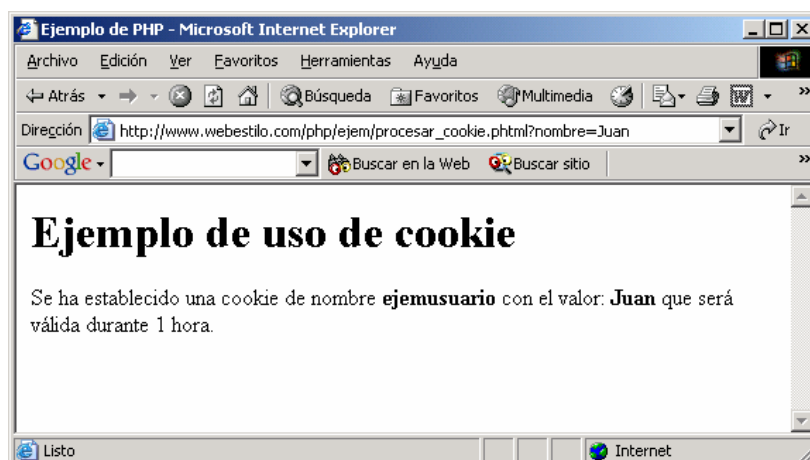 Ejemplo de PHP - Microsoft Internet Explorer
Archivo Edición Ver Favoritos Herramientas Ayuda
Atrás Búsqueda Favoritos Multimedia »
Dirección http://www.webestilo.com/php/ejem/procesar_cookie.phtml?nombre=Juan Ir
Google Buscar en la Web Buscar sitio »
Ejemplo de uso de cookie
Se ha establecido una cookie de nombre ejemusuario con el valor: Juan que será
válida durante 1 hora.
Listo Internet